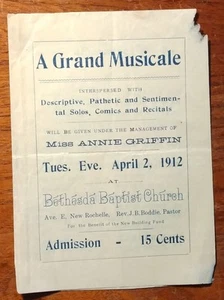 A Grand Musicale
INTERSPERSED WITH
Descriptive, Pathetic and Sentimen-
tal Solos, Comics and Recitals
WILL BE GIVEN UNDER THE MANAGEMENT OF
Miss ANNIE GRIFFIN
Tues. Eve. April 2, 1912
AT
Bethesda Baptist Church
Ave. E, New Rochelle, Rev. J. B. Boddie, Pastor
For the Benefit of the New Building Fund
Admission - 15 Cents